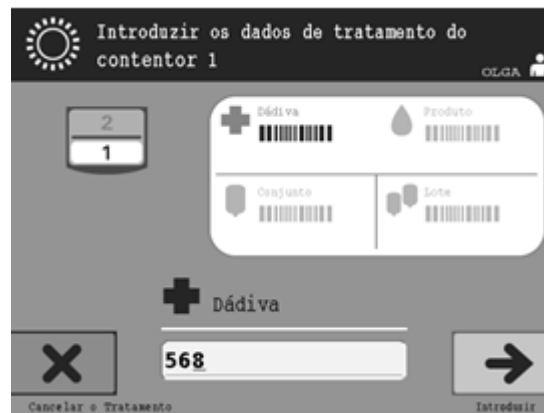 Introduzir os dados de tratamento do
contentor 1
OLGA
2
1
Dádiva
Produto
Conjunto
Lote
Dádiva
568
Cancelar o Tratamento
Introduzir